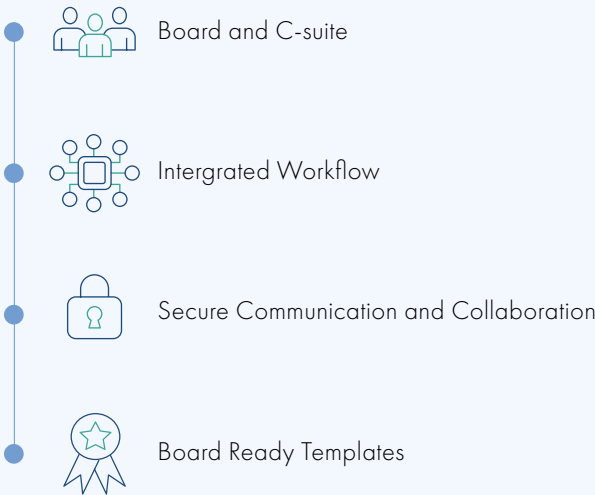 Board and C-suite
Intergrated Workflow
Secure Communication and Collaboration
Board Ready Templates